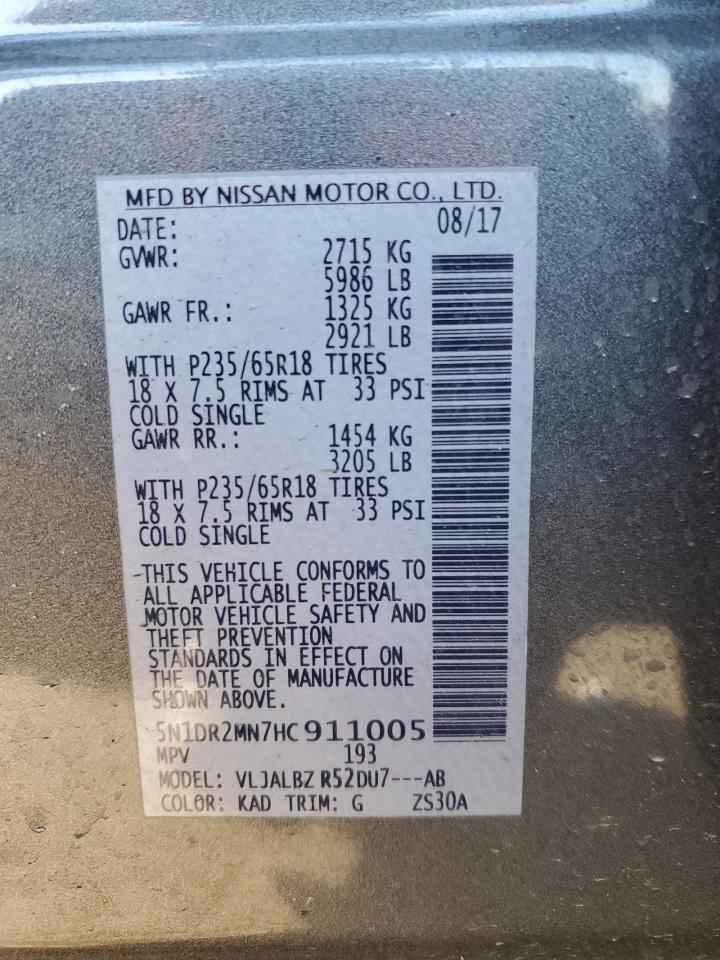 MFD BY NISSAN MOTOR CO., LTD.
DATE: 08/17
GVWR: 2715 KG
5986 LB
GAWR FR.: 1325 KG
2921 LB
WITH P235/65R18 TIRES
18 X 7.5 RIMS AT 33 PSI
COLD SINGLE
GAWR RR.: 1454 KG
3205 LB
WITH P235/65R18 TIRES
18 X 7.5 RIMS AT 33 PSI
COLD SINGLE
THIS VEHICLE CONFORMS TO
ALL APPLICABLE FEDERAL
MOTOR VEHICLE SAFETY AND
THEFT PREVENTION
STANDARDS IN EFFECT ON
THE DATE OF MANUFACTURE
SHOWN ABOVE.
5N1DR2MN7HC911005
MPV 193
MODEL: VLJALBZ R52DU7---AB
COLOR: KAD TRIM: G ZS30A